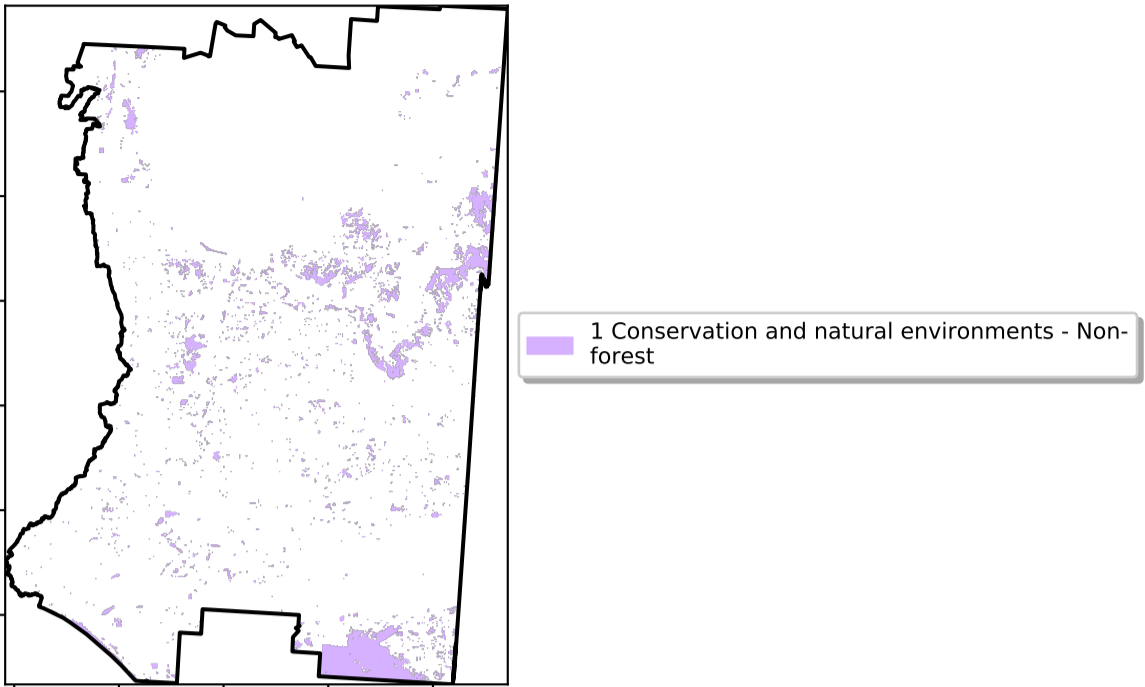 1 Conservation and natural environments - Non-
forest